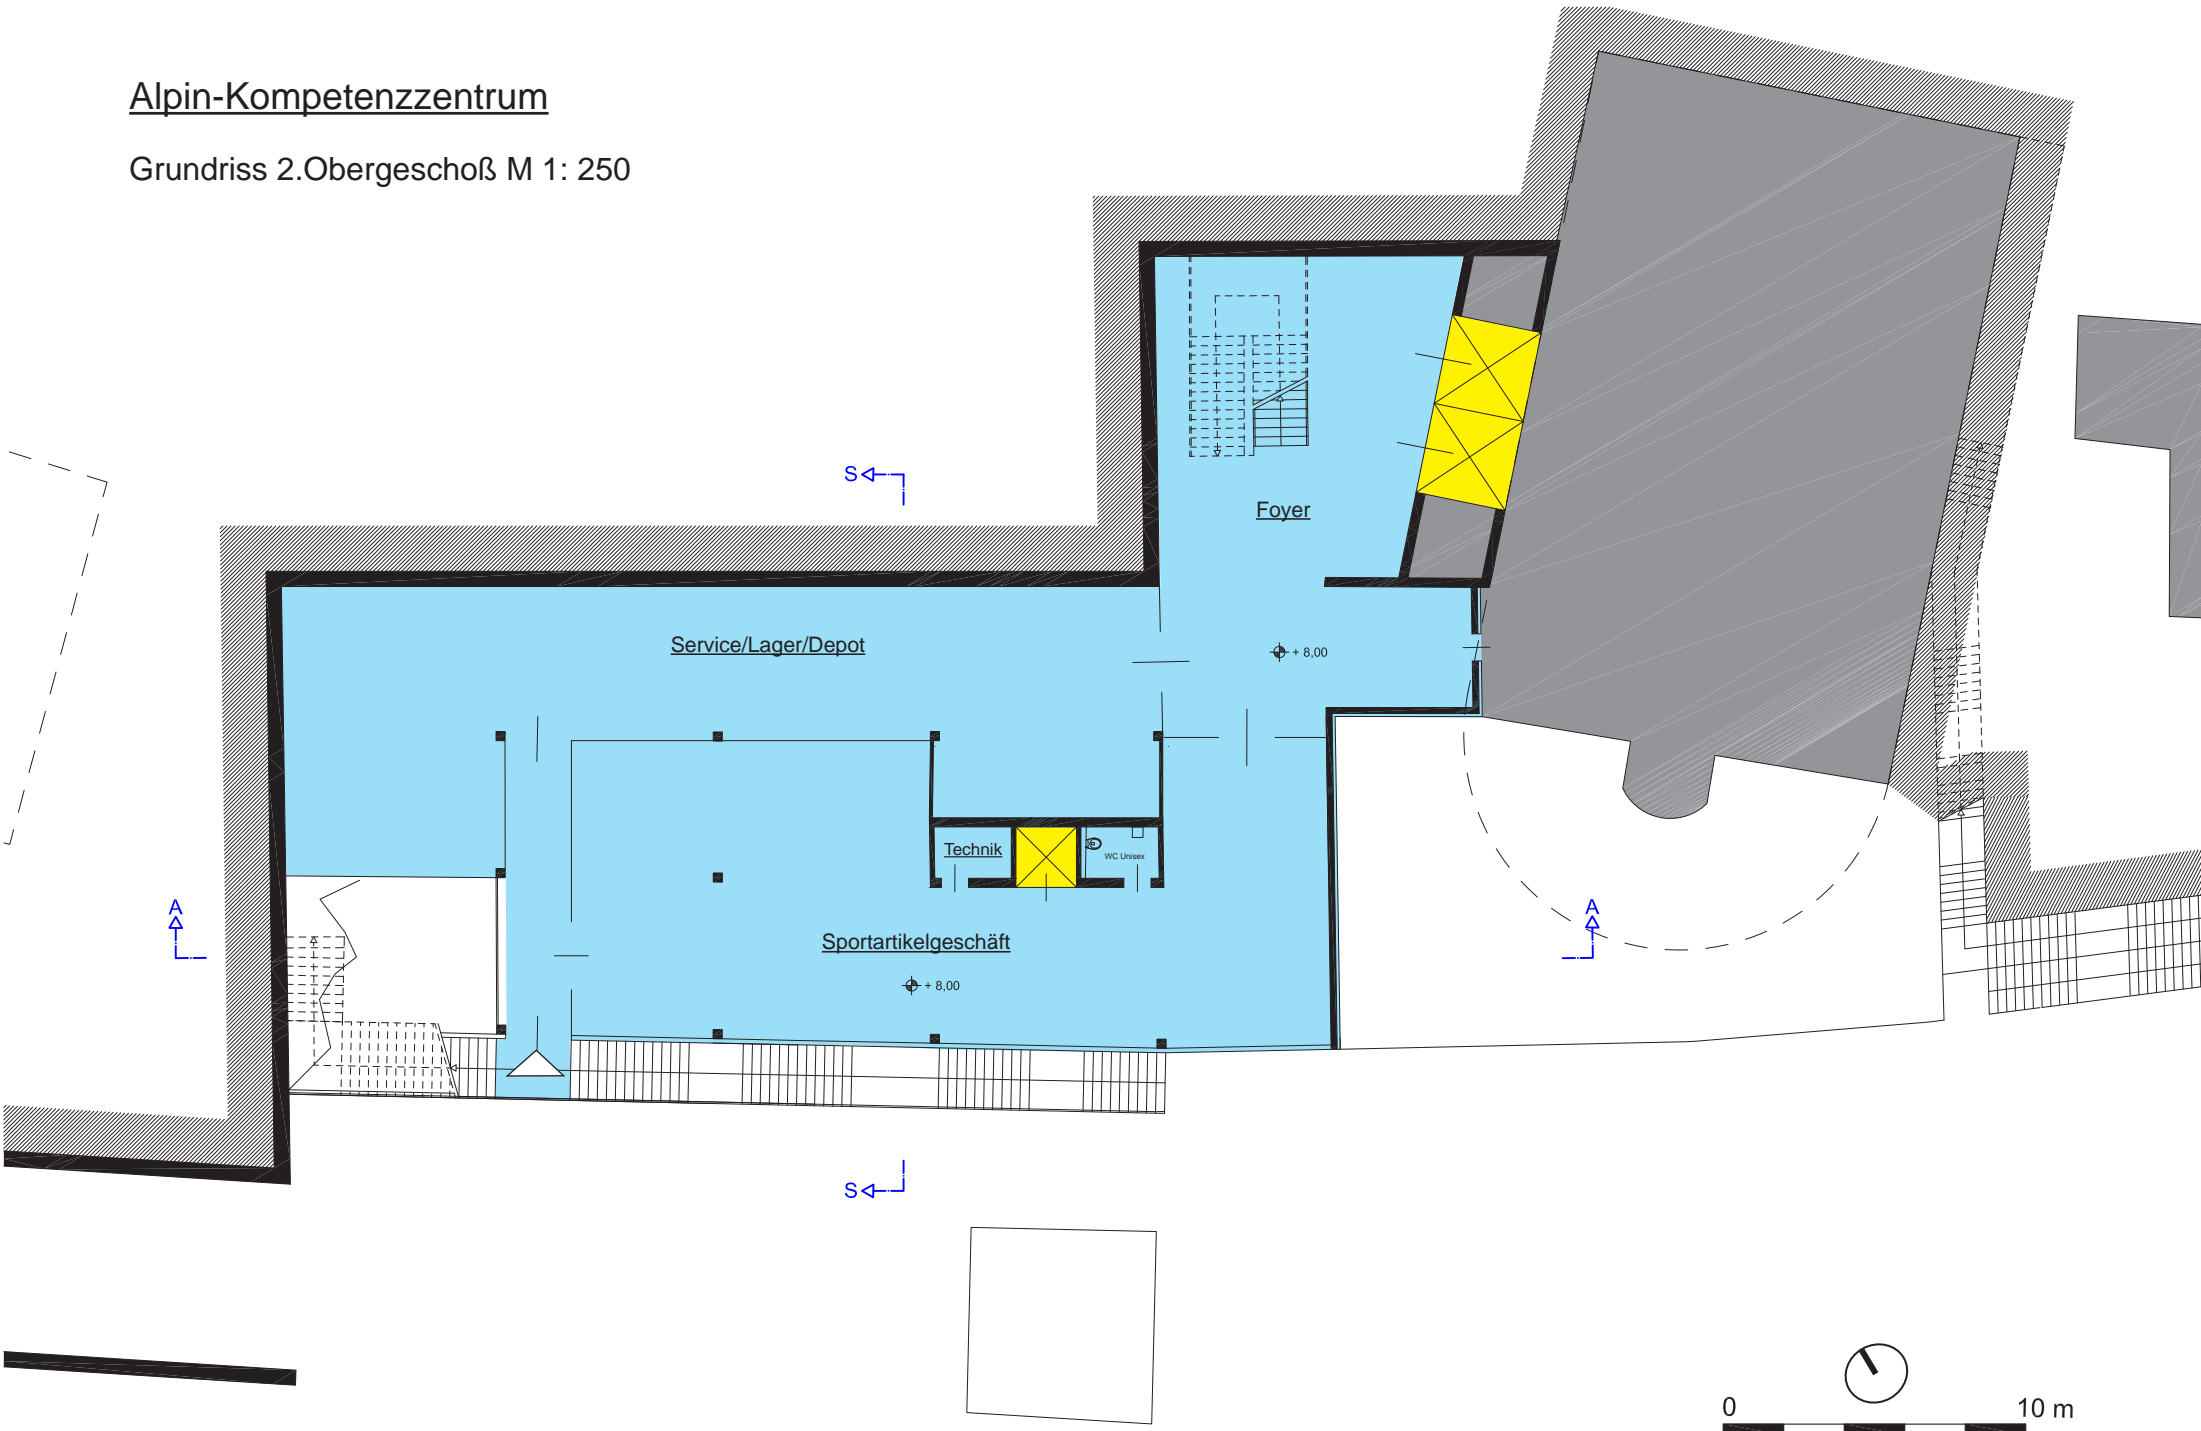 Alpin-Kompetenzzentrum
Grundriss 2.Obergeschoß M 1: 250
S
Foyer
Service/Lager/Depot
+ 8,00
Technik
WC Unisex
A
A
Sportartikelgeschäft
+ 8,00
S
0
10 m